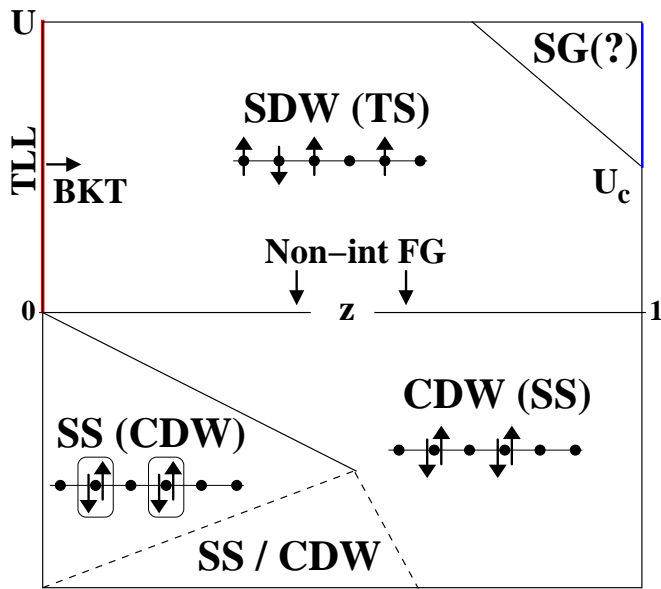 U
SG(?)
SDW (TS)
TLL
BKT
U_c
Non-int FG
0
z
1
CDW (SS)
SS (CDW)
SS / CDW